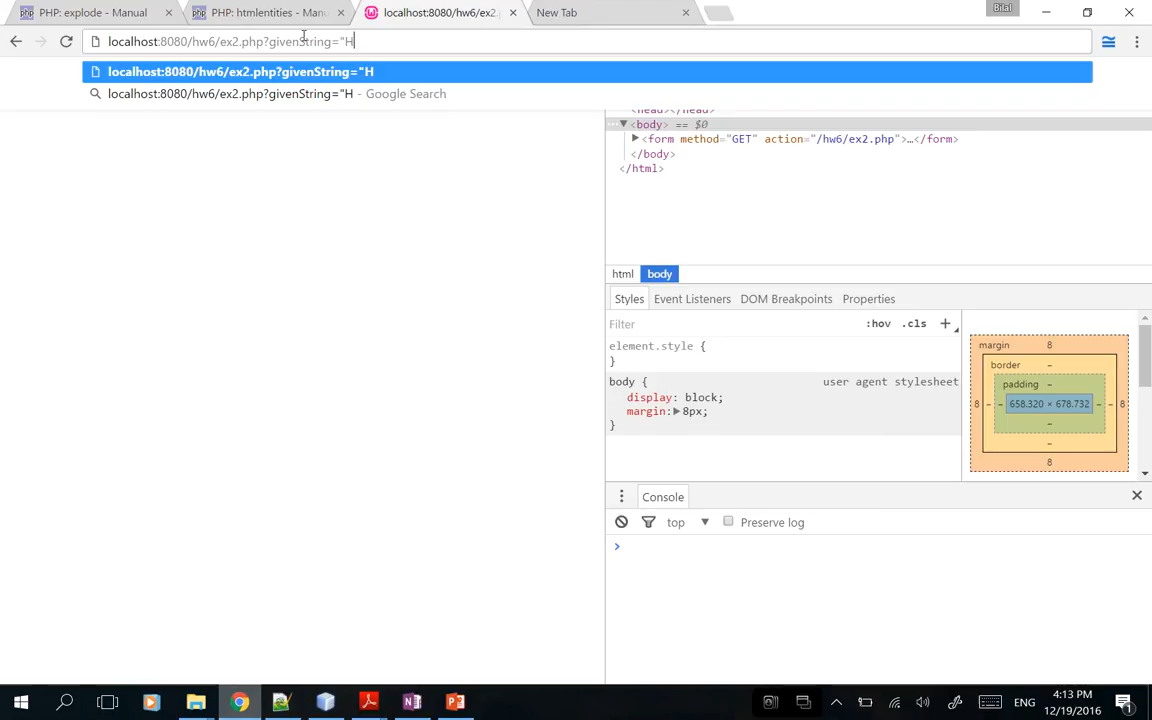 PHP: explode - Manual
PHP: htmlentities - Manu
localhost:8080/hw6/ex2.p
New Tab
Bilal
localhost:8080/hw6/ex2.php?givenString="H
localhost:8080/hw6/ex2.php?givenString="H
localhost:8080/hw6/ex2.php?givenString="H - Google Search
<head></head>
<body> == $0
<form method="GET" action="/hw6/ex2.php">…</form>
</body>
</html>
html body
Styles Event Listeners DOM Breakpoints Properties
Filter :hov .cls +
element.style {
}
body { user agent stylesheet
display: block;
margin: 8px;
}
margin 8
border –
padding –
8 – – 658.320 × 678.732 – – 8
–
–
8
Console
top Preserve log
ENG
4:13 PM
12/19/2016
1